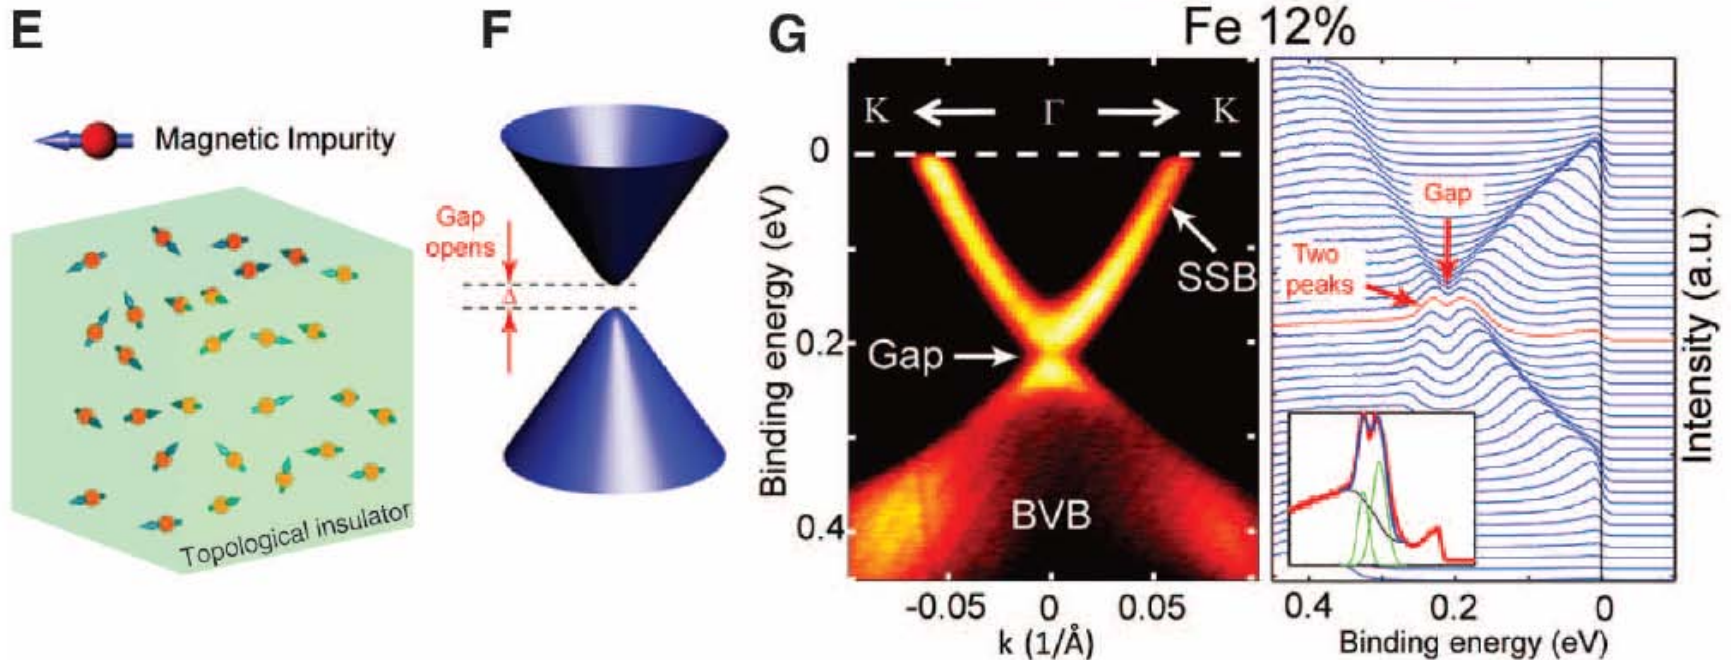 E
Magnetic Impurity
Topological insulator
F
Gap
opens
Δ
G
Fe 12%
K Γ K
0
0.2
0.4
Binding energy (eV)
SSB
Gap
BVB
-0.05 0 0.05
k (1/Å)
Gap
Two
peaks
0.4 0.2 0
Binding energy (eV)
Intensity (a.u.)